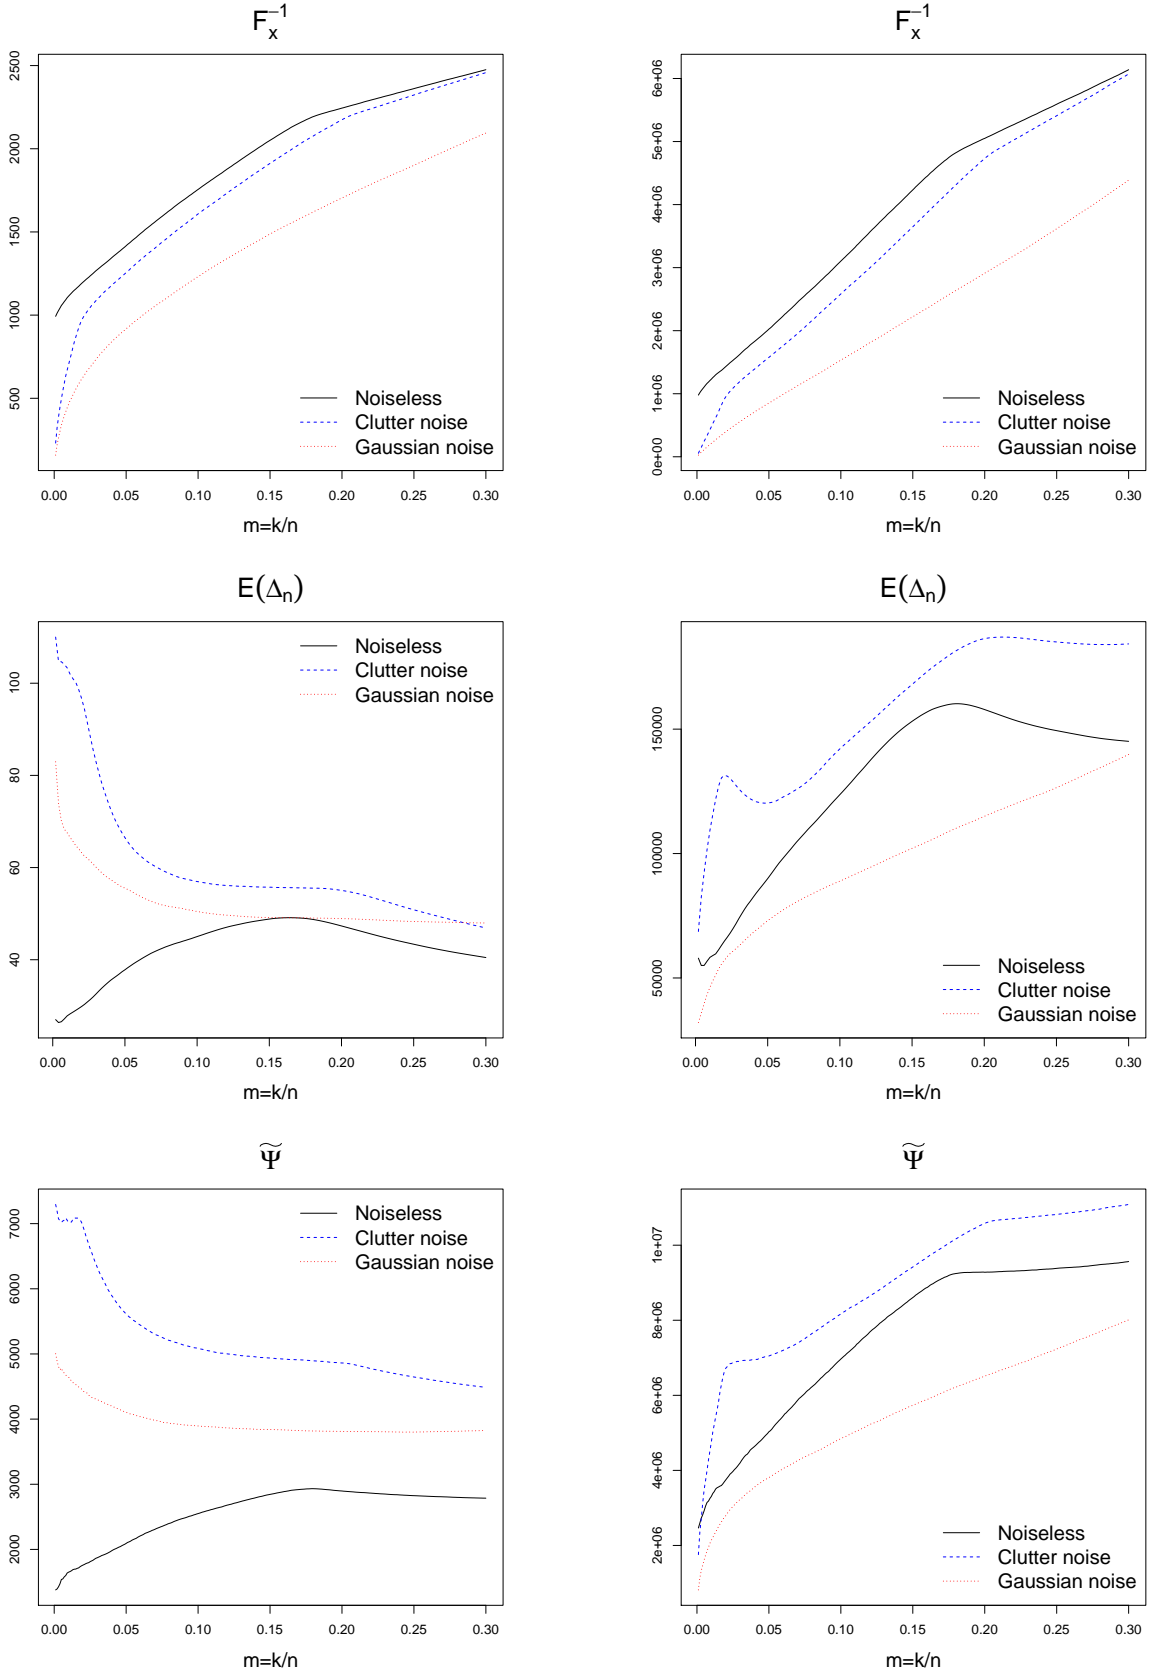 F_x^{-1}
2500
2000
1500
1000
500
Noiseless
Clutter noise
Gaussian noise
0.00 0.05 0.10 0.15 0.20 0.25 0.30
m=k/n
F_x^{-1}
6e+06
5e+06
4e+06
3e+06
2e+06
1e+06
0e+00
Noiseless
Clutter noise
Gaussian noise
0.00 0.05 0.10 0.15 0.20 0.25 0.30
m=k/n
E(Δ_n)
100
80
60
40
Noiseless
Clutter noise
Gaussian noise
0.00 0.05 0.10 0.15 0.20 0.25 0.30
m=k/n
E(Δ_n)
150000
100000
50000
Noiseless
Clutter noise
Gaussian noise
0.00 0.05 0.10 0.15 0.20 0.25 0.30
m=k/n
Ψ̃
7000
6000
5000
4000
3000
2000
Noiseless
Clutter noise
Gaussian noise
0.00 0.05 0.10 0.15 0.20 0.25 0.30
m=k/n
Ψ̃
1e+07
8e+06
6e+06
4e+06
2e+06
Noiseless
Clutter noise
Gaussian noise
0.00 0.05 0.10 0.15 0.20 0.25 0.30
m=k/n